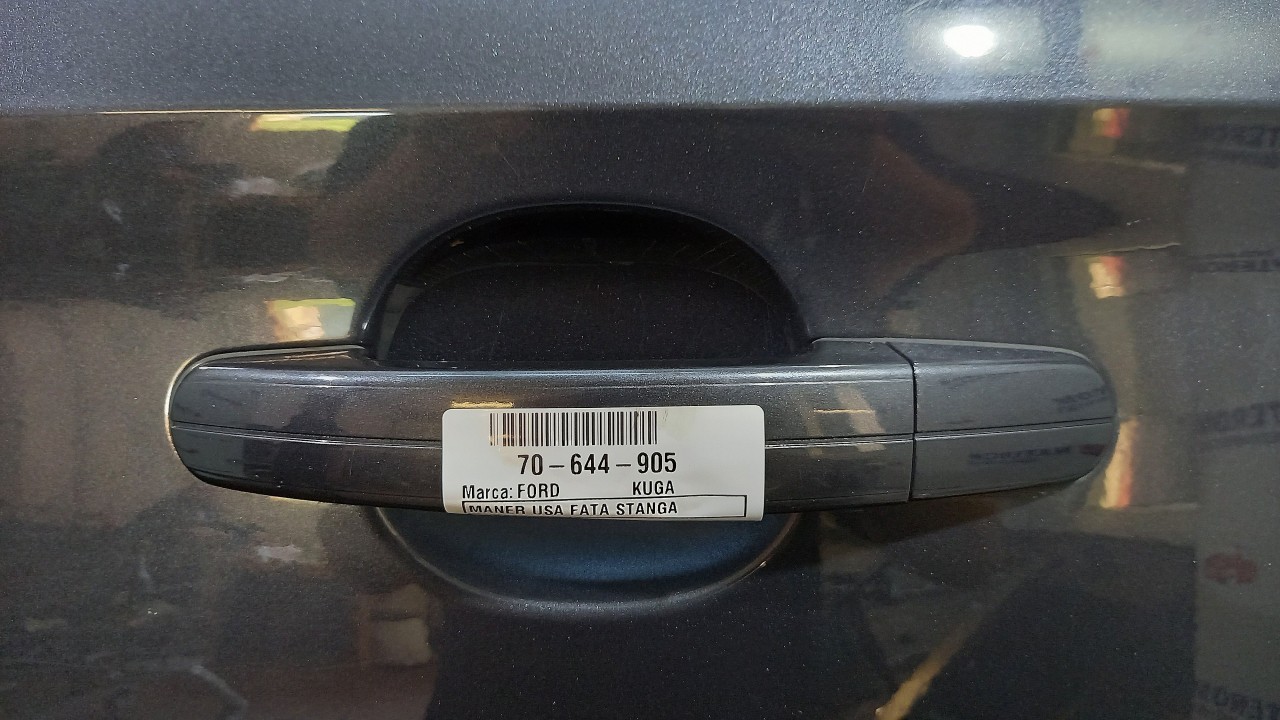 70-644-905
Marca: FORD KUGA
MANER USA FATA STANGA